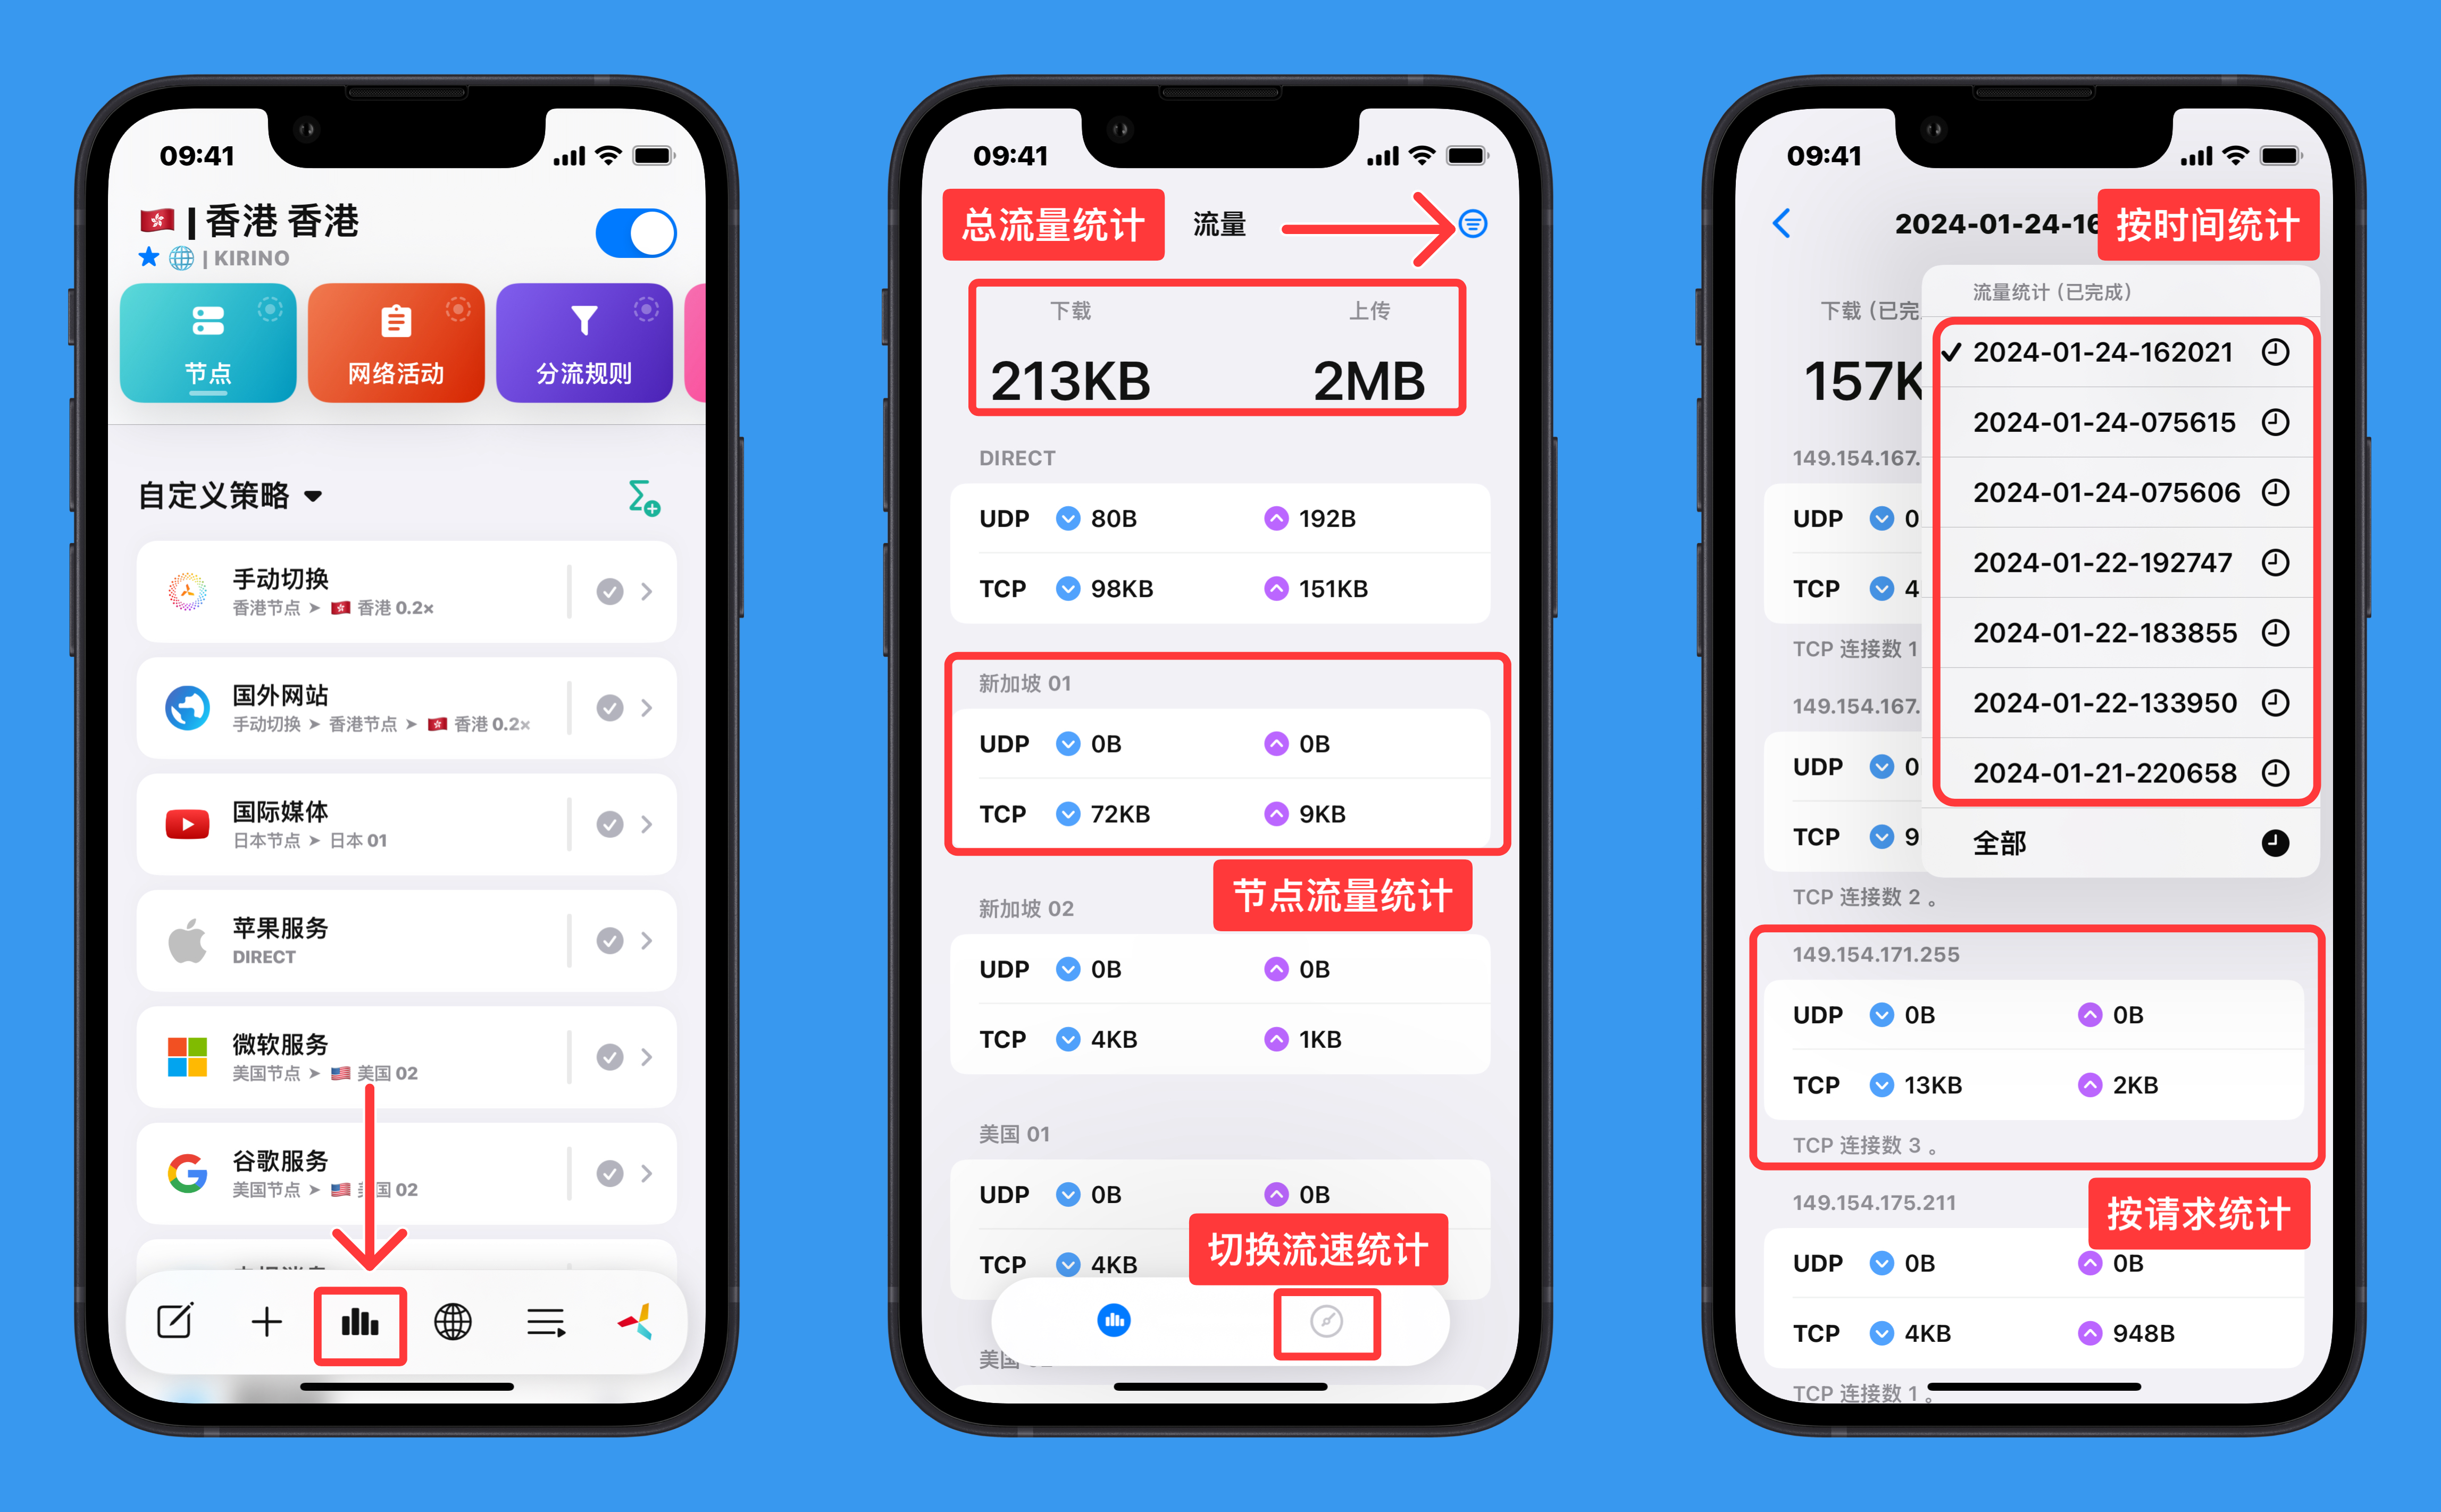 09:41
| 香港 香港
| KIRINO
节点
网络活动
分流规则
自定义策略
手动切换
香港节点 ➤ 🇭🇰 香港 0.2×
国外网站
手动切换 ➤ 香港节点 ➤ 🇭🇰 香港 0.2×
国际媒体
日本节点 ➤ 日本 01
苹果服务
DIRECT
微软服务
美国节点 ➤ 🇺🇸 美国 02
谷歌服务
美国节点 ➤ 🇺🇸 美国 02
09:41
总流量统计
流量
下载 上传
213KB 2MB
DIRECT
UDP 80B 192B
TCP 98KB 151KB
新加坡 01
UDP 0B 0B
TCP 72KB 9KB
节点流量统计
新加坡 02
UDP 0B 0B
TCP 4KB 1KB
美国 01
UDP 0B 0B
切换流速统计
TCP 4KB
美国
09:41
2024-01-24-16
按时间统计
流量统计（已完成）
下载（已完
2024-01-24-162021
157K
2024-01-24-075615
149.154.167.
2024-01-24-075606
UDP 0
2024-01-22-192747
TCP 4
2024-01-22-183855
TCP 连接数 1
2024-01-22-133950
149.154.167.
2024-01-21-220658
UDP 0
全部
TCP 9
TCP 连接数 2 。
149.154.171.255
UDP 0B 0B
TCP 13KB 2KB
TCP 连接数 3 。
149.154.175.211
按请求统计
UDP 0B 0B
TCP 4KB 948B
TCP 连接数 1 。